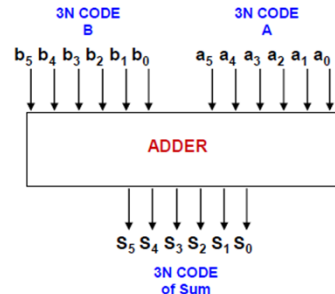 3N CODE
B
3N CODE
A
b5 b4 b3 b2 b1 b0
a5 a4 a3 a2 a1 a0
ADDER
S5 S4 S3 S2 S1 S0
3N CODE
of Sum